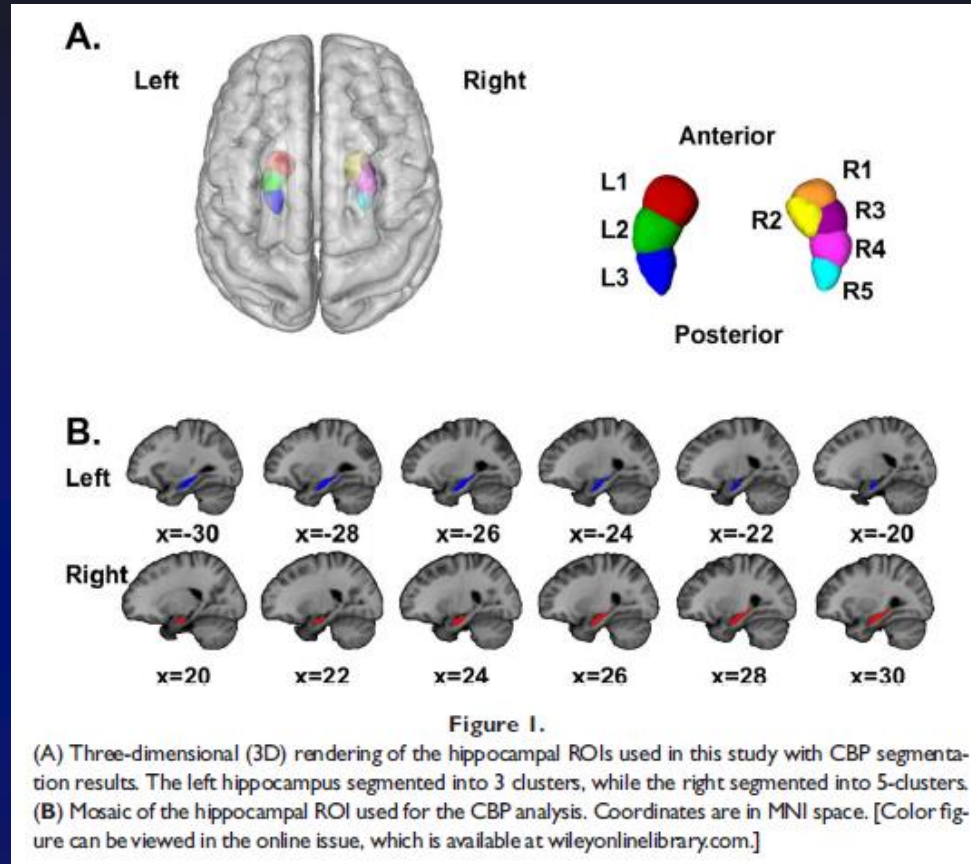 A.
Left
Right
Anterior
L1
R1
R2
R3
L2
R4
L3
R5
Posterior
B.
Left
x=-30 x=-28 x=-26 x=-24 x=-22 x=-20
Right
x=20 x=22 x=24 x=26 x=28 x=30
Figure 1.
(A) Three-dimensional (3D) rendering of the hippocampal ROIs used in this study with CBP segmenta-
tion results. The left hippocampus segmented into 3 clusters, while the right segmented into 5-clusters.
(B) Mosaic of the hippocampal ROI used for the CBP analysis. Coordinates are in MNI space. [Color fig-
ure can be viewed in the online issue, which is available at wileyonlinelibrary.com.]